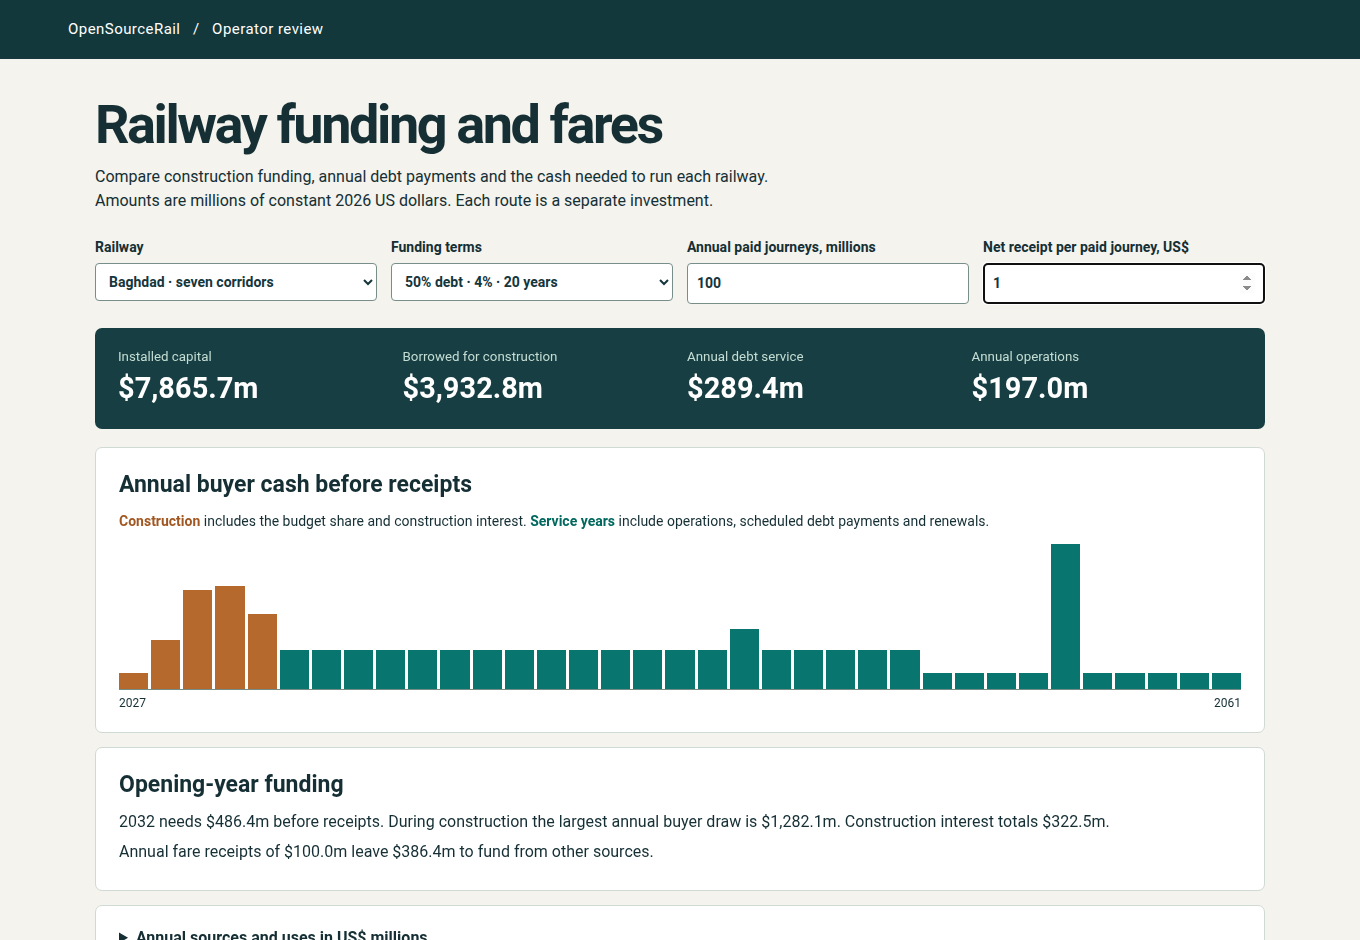 OpenSourceRail / Operator review
Railway funding and fares
Compare construction funding, annual debt payments and the cash needed to run each railway.
Amounts are millions of constant 2026 US dollars. Each route is a separate investment.
Railway
Funding terms
Annual paid journeys, millions
Net receipt per paid journey, US$
Baghdad · seven corridors
50% debt · 4% · 20 years
100
1
Installed capital
Borrowed for construction
Annual debt service
Annual operations
$7,865.7m
$3,932.8m
$289.4m
$197.0m
Annual buyer cash before receipts
Construction includes the budget share and construction interest. Service years include operations, scheduled debt payments and renewals.
2027
2061
Opening-year funding
2032 needs $486.4m before receipts. During construction the largest annual buyer draw is $1,282.1m. Construction interest totals $322.5m.
Annual fare receipts of $100.0m leave $386.4m to fund from other sources.
Annual sources and uses in US$ millions